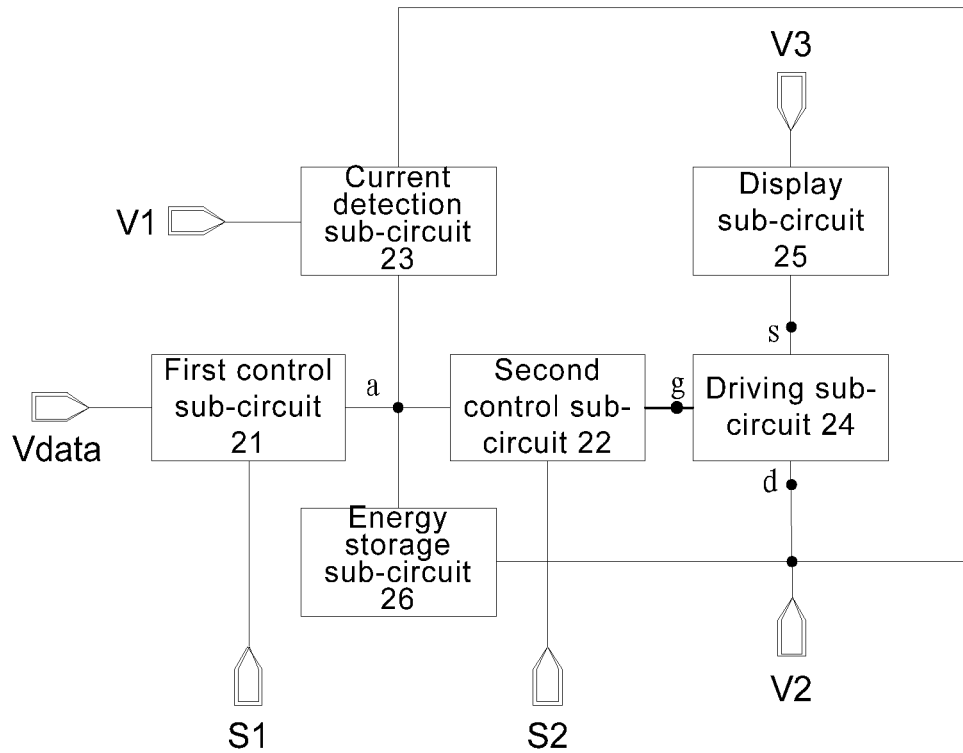 V3
Current
detection
sub-circuit
23
Display
sub-circuit
25
V1
s
First control
sub-circuit
21
a
Second
control sub-
circuit 22
g
Driving sub-
circuit 24
Vdata
d
Energy
storage
sub-circuit
26
V2
S1
S2